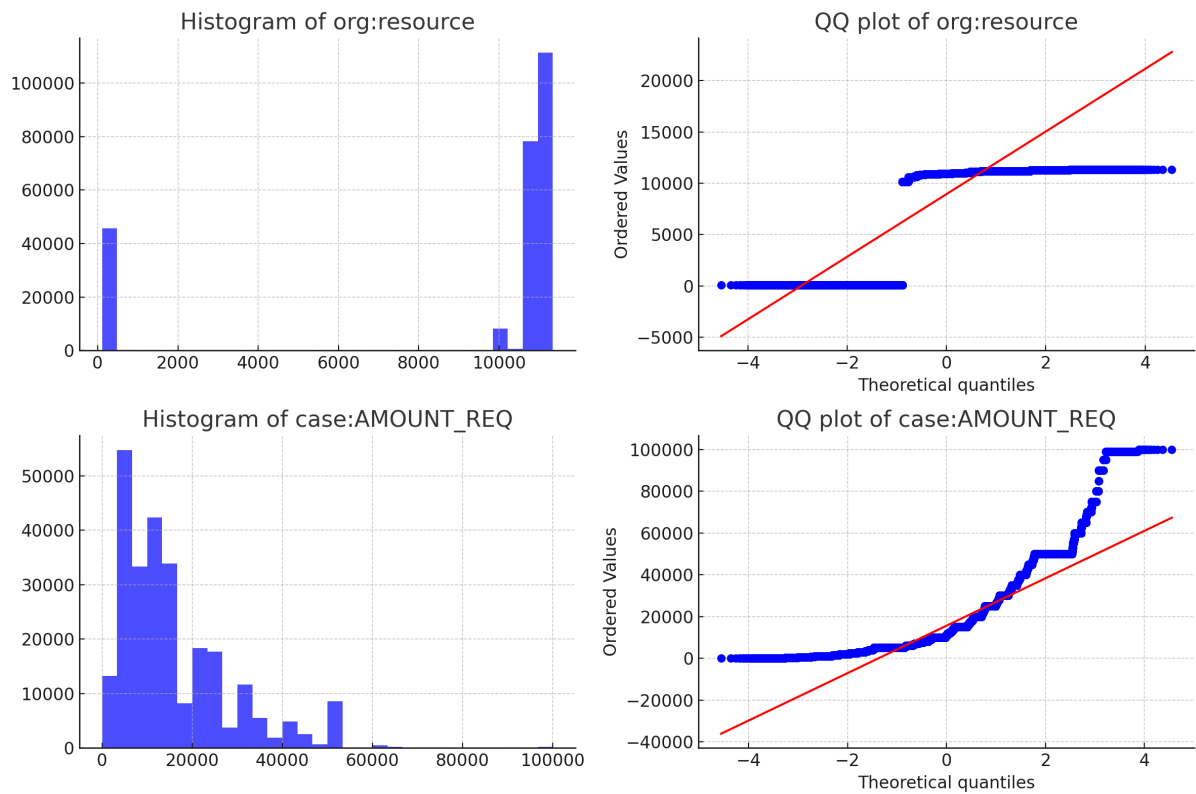 Histogram of org:resource
100000
80000
60000
40000
20000
0
0 2000 4000 6000 8000 10000
QQ plot of org:resource
Ordered Values
20000
15000
10000
5000
0
−5000
−4 −2 0 2 4
Theoretical quantiles
Histogram of case:AMOUNT_REQ
50000
40000
30000
20000
10000
0
0 20000 40000 60000 80000 100000
QQ plot of case:AMOUNT_REQ
Ordered Values
100000
80000
60000
40000
20000
0
−20000
−40000
−4 −2 0 2 4
Theoretical quantiles